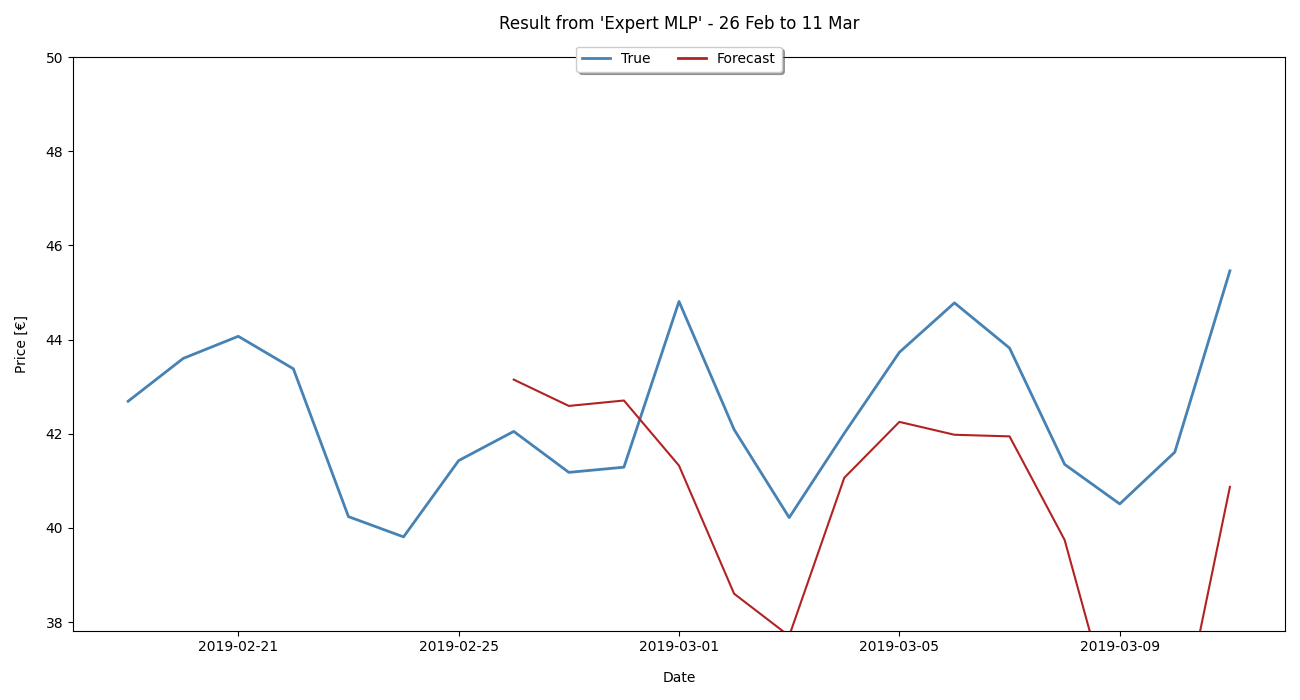 Result from 'Expert MLP' - 26 Feb to 11 Mar
True Forecast
50
48
46
44
42
40
38
Price [€]
2019-02-21 2019-02-25 2019-03-01 2019-03-05 2019-03-09
Date